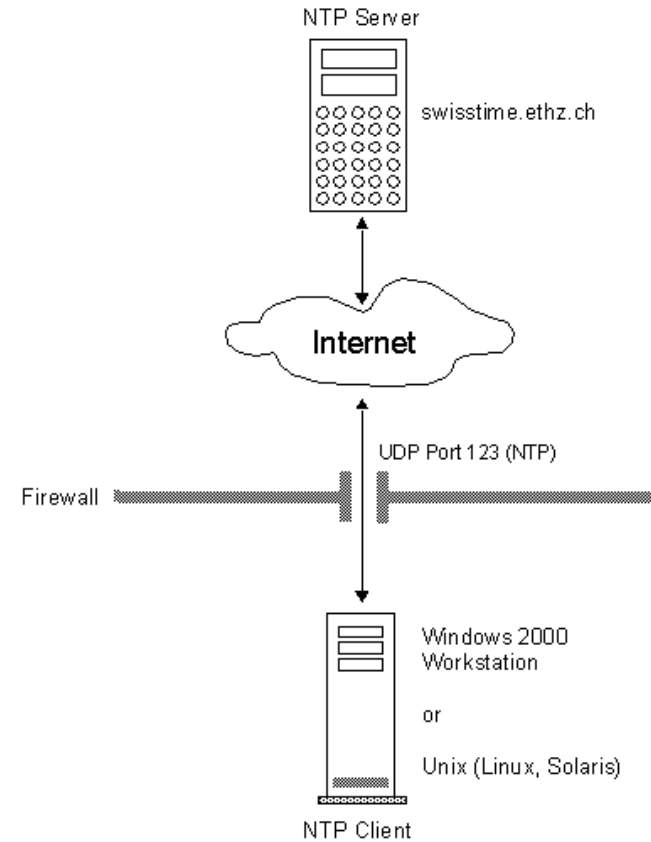 NTP Server
swisstime.ethz.ch
Internet
UDP Port 123 (NTP)
Firewall
Windows 2000
Workstation
or
Unix (Linux, Solaris)
NTP Client